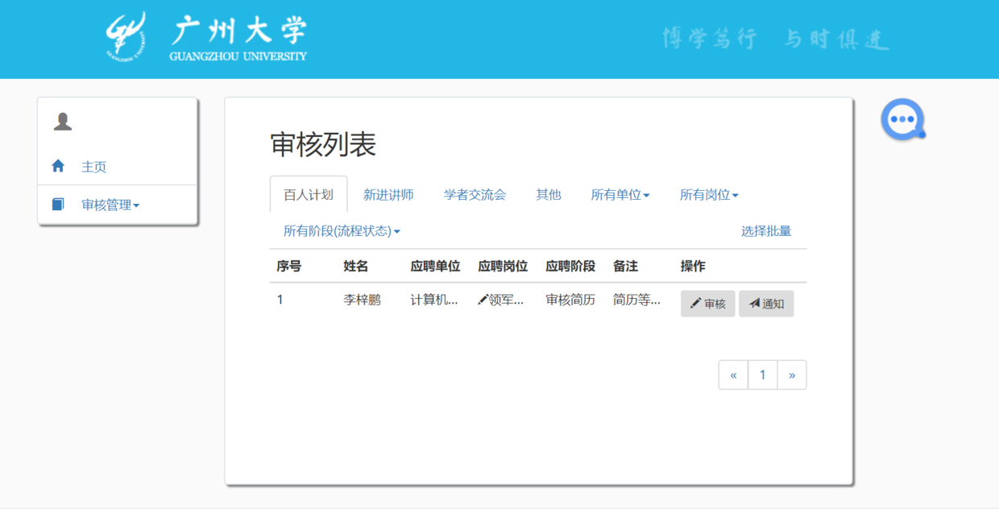 广州大学
GUANGZHOU UNIVERSITY
博学笃行 与时俱进
主页
审核管理
审核列表
百人计划 新进讲师 学者交流会 其他 所有单位 所有岗位
所有阶段(流程状态) 选择批量
序号 姓名 应聘单位 应聘岗位 应聘阶段 备注 操作
1 李梓鹏 计算机... 领军... 审核简历 简历等... 审核 通知
« 1 »